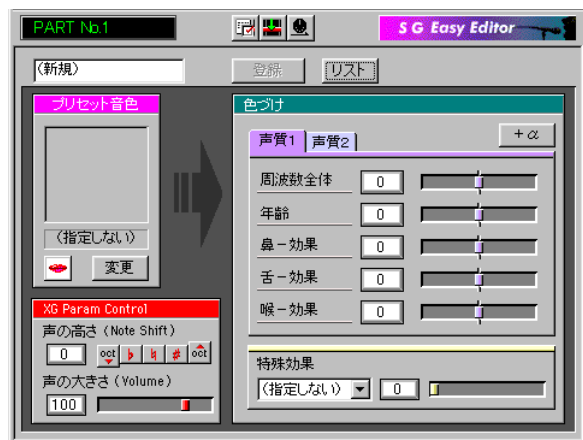 PART No.1
SG Easy Editor
(新規)
登録
リスト
プリセット音色
(指定しない)
変更
色づけ
声質1
声質2
+α
周波数全体
0
年齢
0
鼻-効果
0
舌-効果
0
喉-効果
0
XG Param Control
声の高さ (Note Shift)
0
oct
♭
♮
♯
oct
声の大きさ (Volume)
100
特殊効果
(指定しない)
0